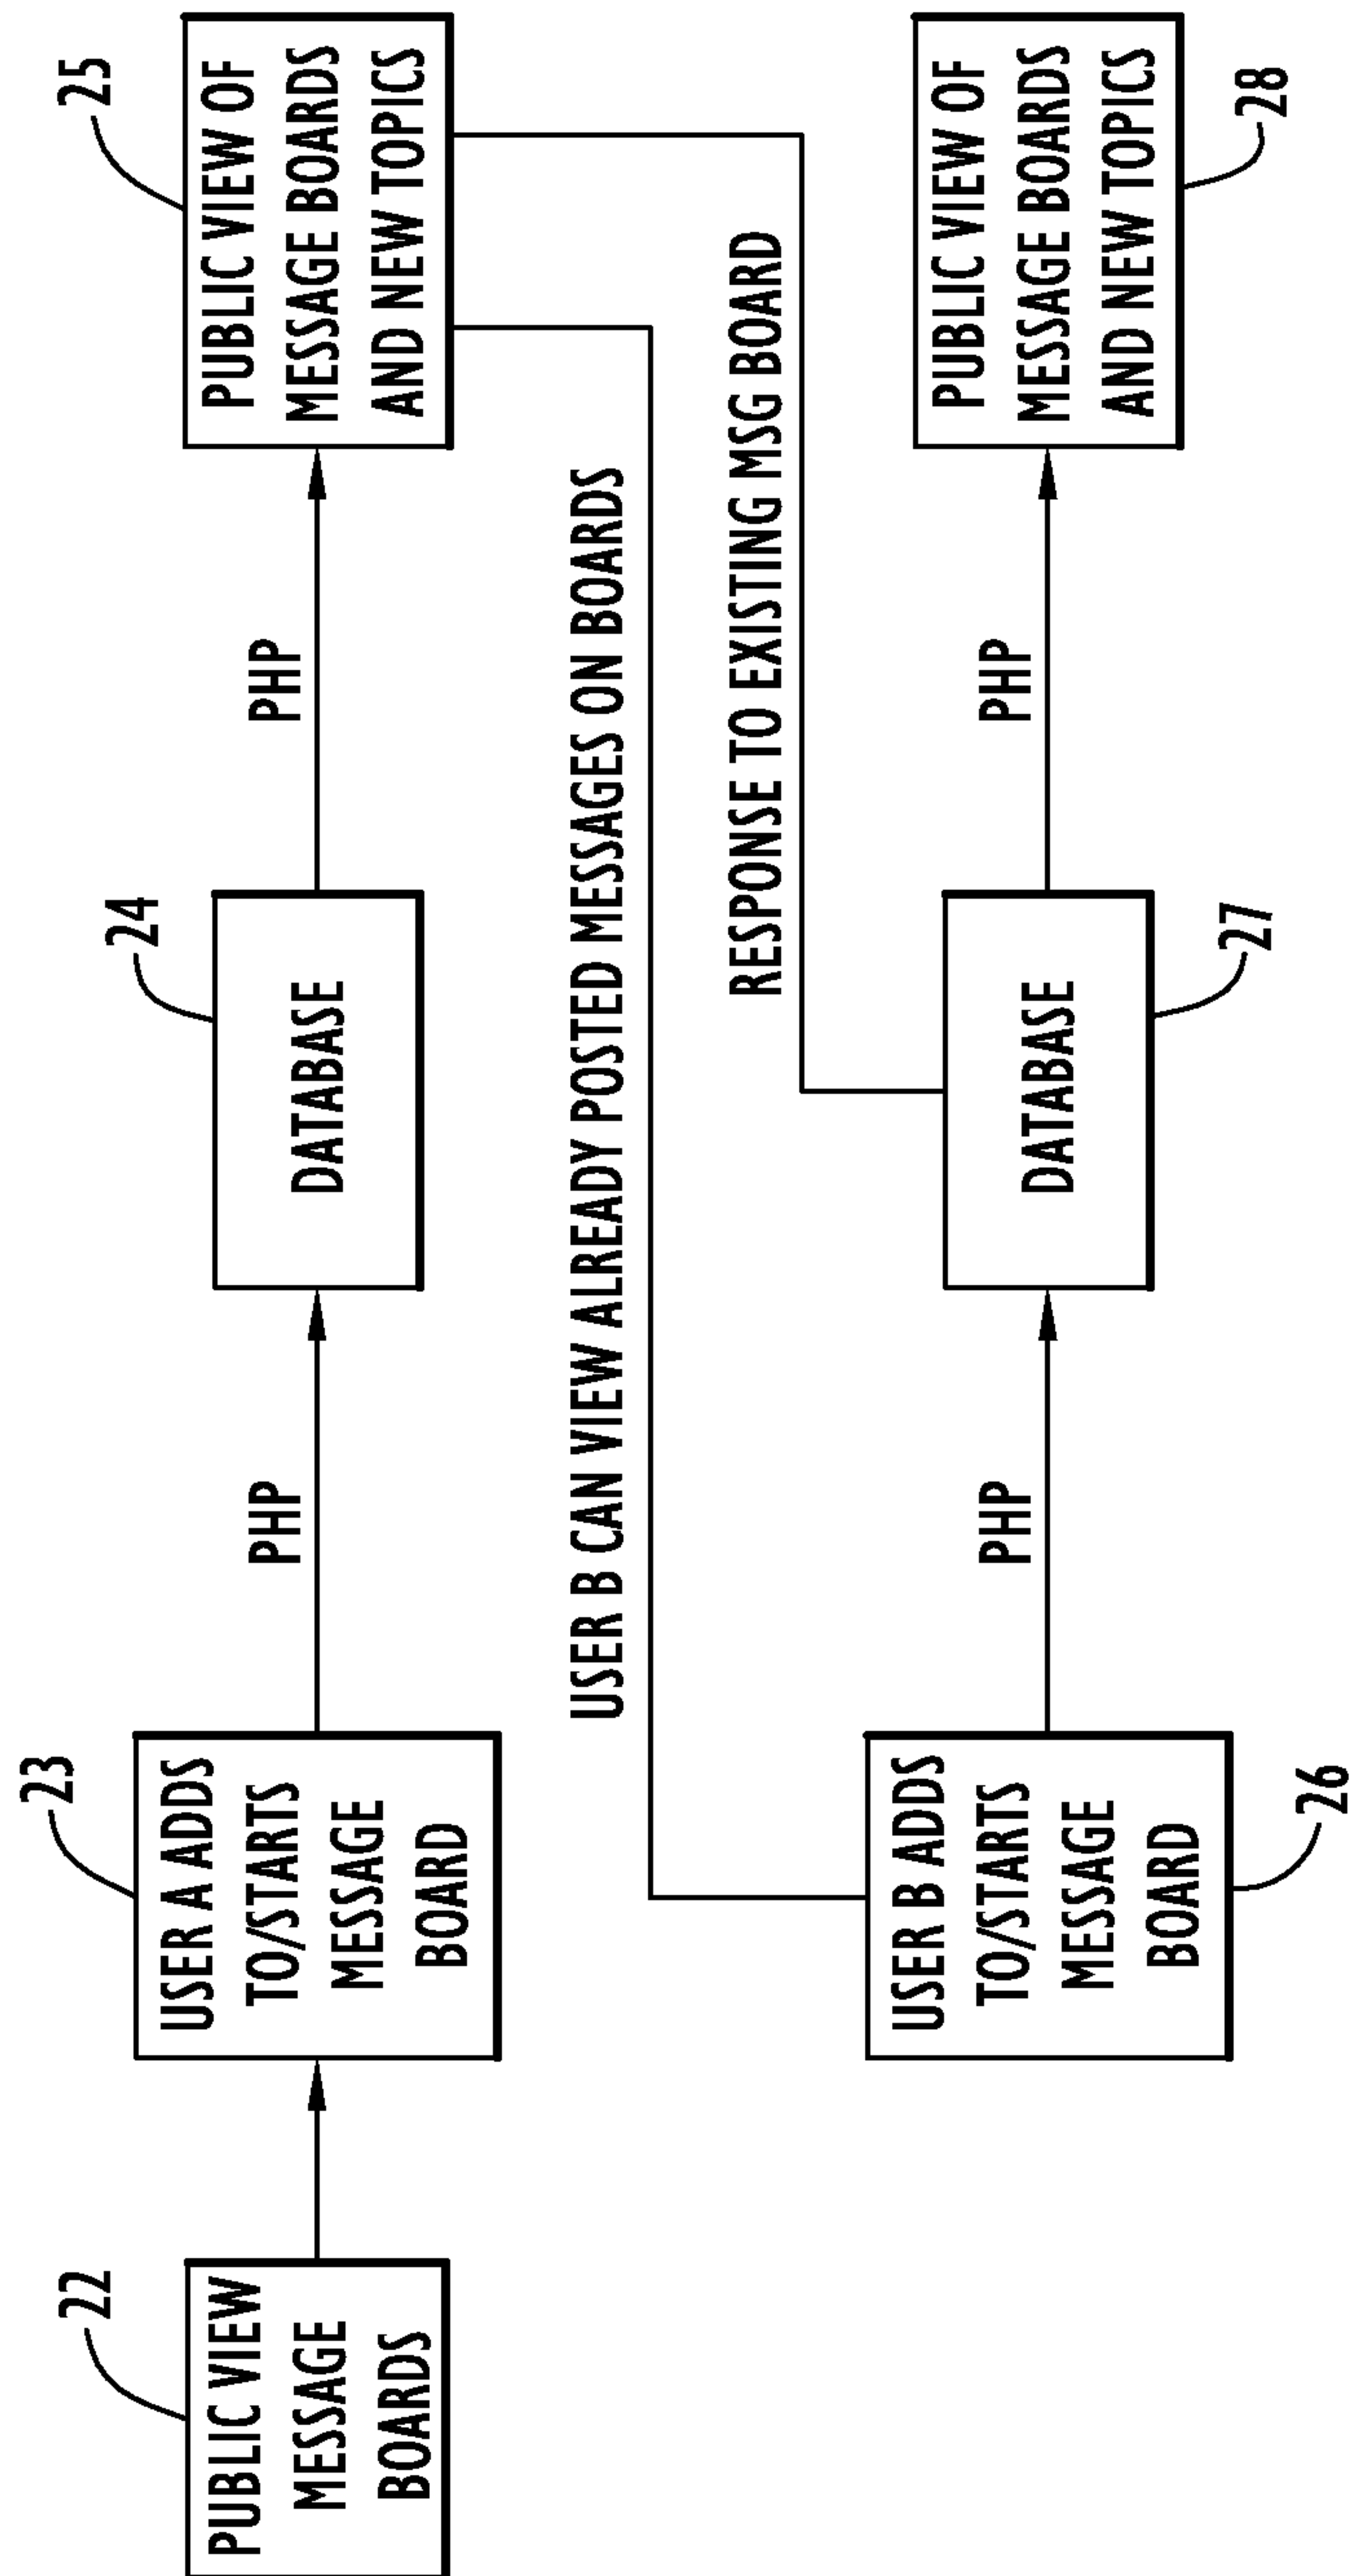 22
PUBLIC VIEW
MESSAGE
BOARDS
23
USER A ADDS
TO/STARTS
MESSAGE
BOARD
PHP
24
DATABASE
PHP
25
PUBLIC VIEW OF
MESSAGE BOARDS
AND NEW TOPICS
USER B CAN VIEW ALREADY POSTED MESSAGES ON BOARDS
RESPONSE TO EXISTING MSG BOARD
USER B ADDS
TO/STARTS
MESSAGE
BOARD
26
PHP
DATABASE
27
PHP
PUBLIC VIEW OF
MESSAGE BOARDS
AND NEW TOPICS
28